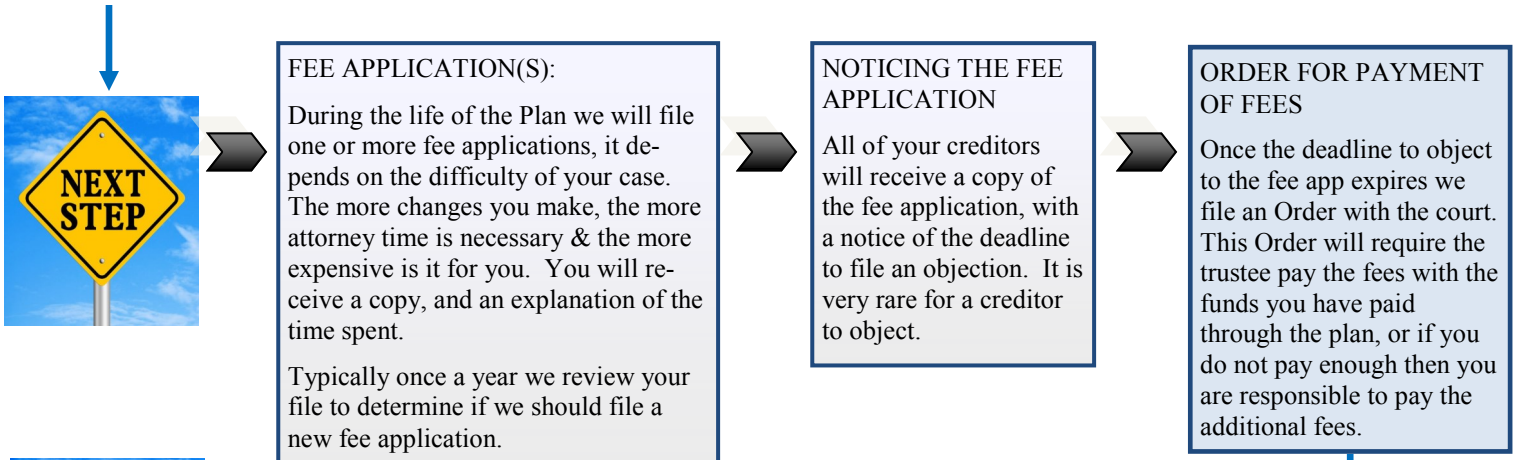 NEXT
STEP
FEE APPLICATION(S):
During the life of the Plan we will file
one or more fee applications, it de-
pends on the difficulty of your case.
The more changes you make, the more
attorney time is necessary & the more
expensive is it for you.  You will re-
ceive a copy, and an explanation of the
time spent.
Typically once a year we review your
file to determine if we should file a
new fee application.
NOTICING THE FEE
APPLICATION
All of your creditors
will receive a copy of
the fee application, with
a notice of the deadline
to file an objection.  It is
very rare for a creditor
to object.
ORDER FOR PAYMENT
OF FEES
Once the deadline to object
to the fee app expires we
file an Order with the court.
This Order will require the
trustee pay the fees with the
funds you have paid
through the plan, or if you
do not pay enough then you
are responsible to pay the
additional fees.